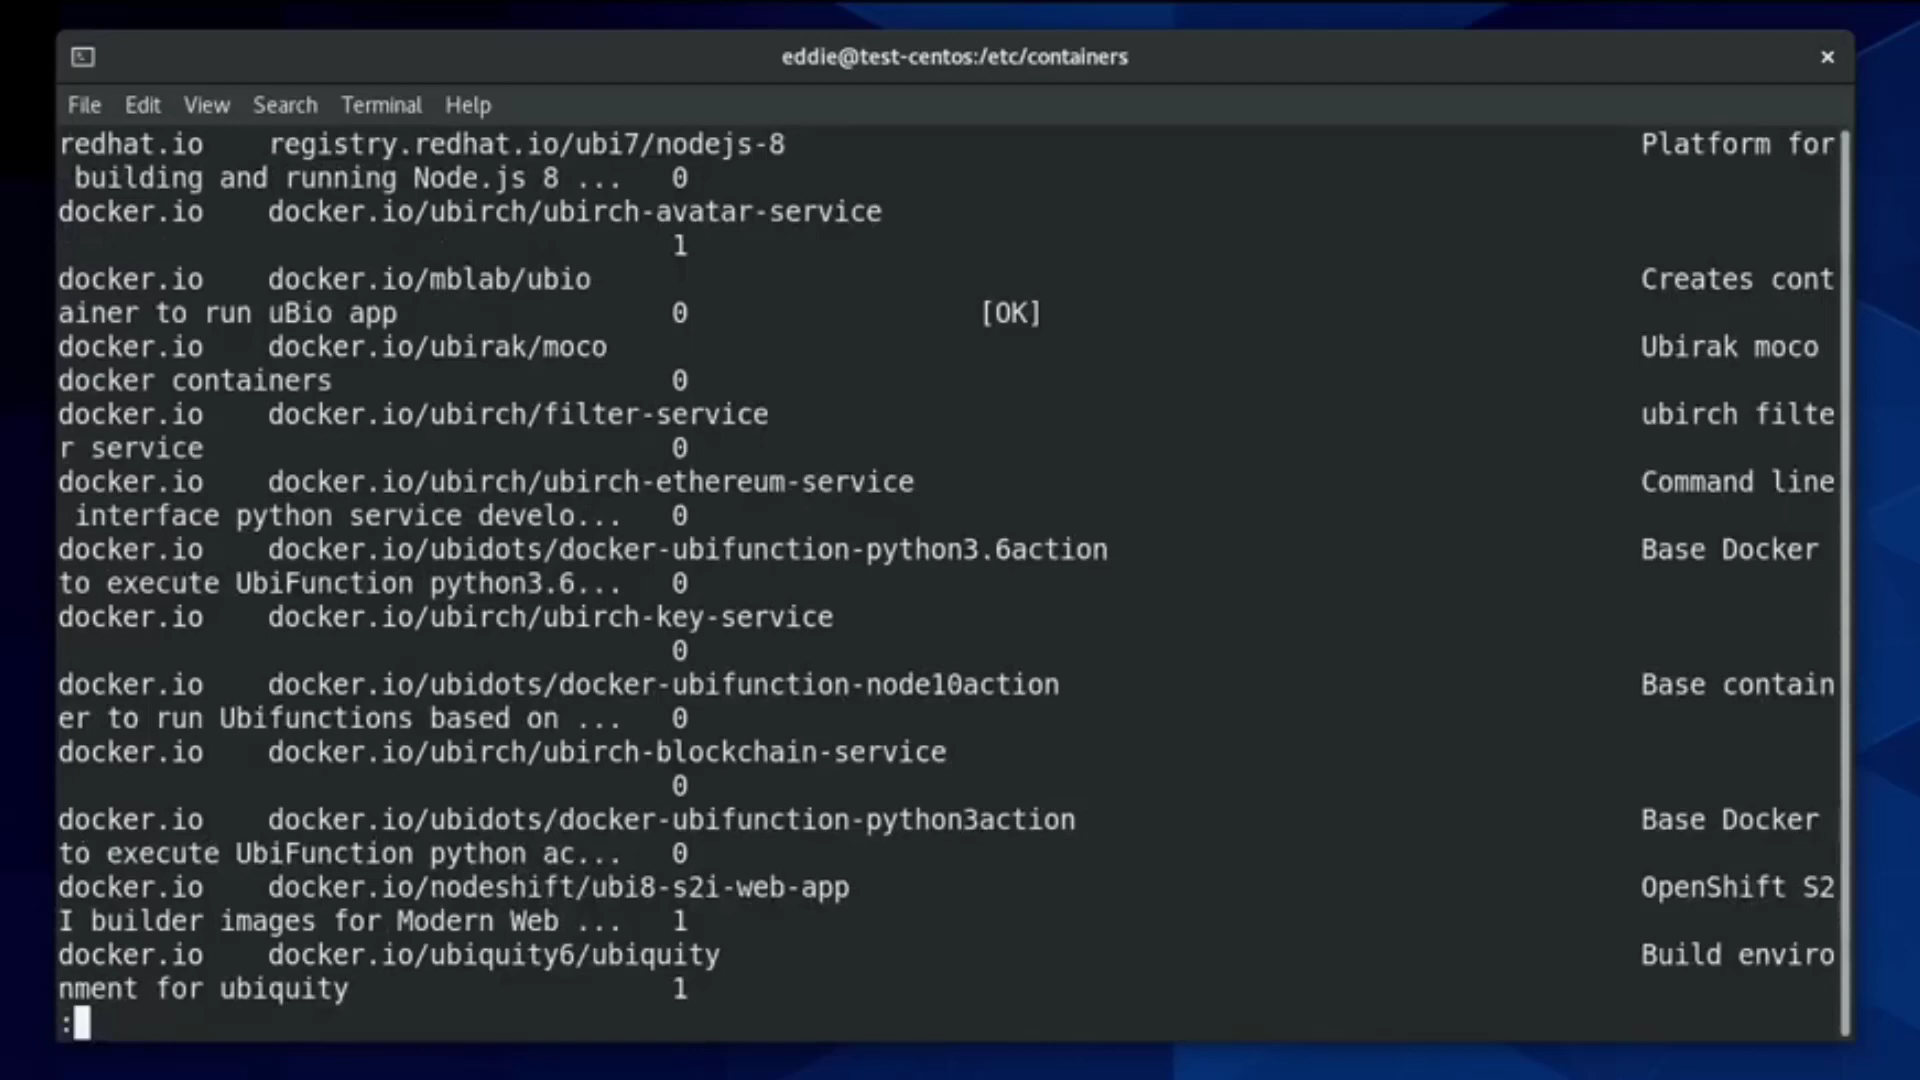 eddie@test-centos:/etc/containers
×
File Edit View Search Terminal Help
redhat.io registry.redhat.io/ubi7/nodejs-8 Platform for
building and running Node.js 8 ... 0
docker.io docker.io/ubirch/ubirch-avatar-service
1
docker.io docker.io/mblab/ubio Creates cont
ainer to run uBio app 0 [OK]
docker.io docker.io/ubirak/moco Ubirak moco
docker containers 0
docker.io docker.io/ubirch/filter-service ubirch filte
r service 0
docker.io docker.io/ubirch/ubirch-ethereum-service Command line
interface python service develo... 0
docker.io docker.io/ubidots/docker-ubifunction-python3.6action Base Docker
to execute UbiFunction python3.6... 0
docker.io docker.io/ubirch/ubirch-key-service
0
docker.io docker.io/ubidots/docker-ubifunction-node10action Base contain
er to run Ubifunctions based on ... 0
docker.io docker.io/ubirch/ubirch-blockchain-service
0
docker.io docker.io/ubidots/docker-ubifunction-python3action Base Docker
to execute UbiFunction python ac... 0
docker.io docker.io/nodeshift/ubi8-s2i-web-app OpenShift S2
I builder images for Modern Web ... 1
docker.io docker.io/ubiquity6/ubiquity Build enviro
nment for ubiquity 1
: